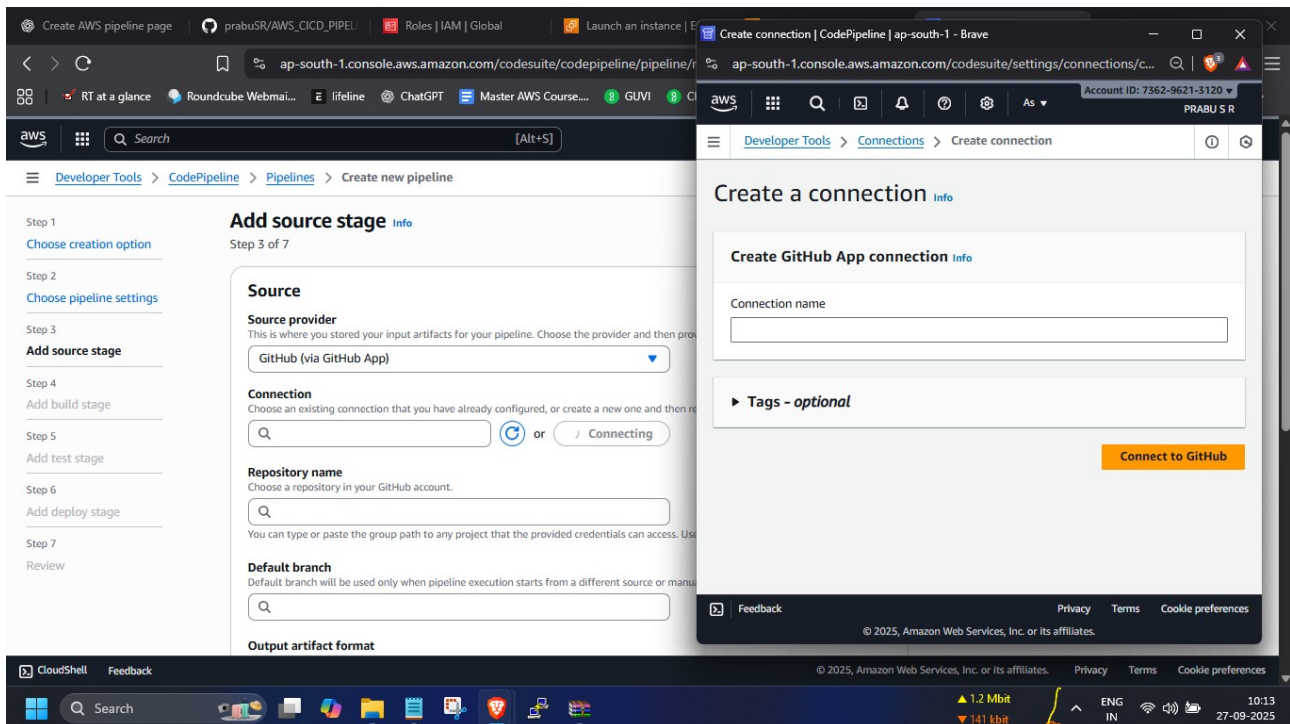 Create AWS pipeline page
prabuSR/AWS_CICD_PIPEL
Roles | IAM | Global
Launch an instance | E
ap-south-1.console.aws.amazon.com/codesuite/codepipeline/pipeline/
RT at a glance
Roundcube Webmai...
lifeline
ChatGPT
Master AWS Course....
GUVI
aws
Search
[Alt+S]
Developer Tools > CodePipeline > Pipelines > Create new pipeline
Step 1
Choose creation option
Step 2
Choose pipeline settings
Step 3
Add source stage
Step 4
Add build stage
Step 5
Add test stage
Step 6
Add deploy stage
Step 7
Review
Add source stage Info
Step 3 of 7
Source
Source provider
This is where you stored your input artifacts for your pipeline. Choose the provider and then
GitHub (via GitHub App)
Connection
Choose an existing connection that you have already configured, or create a new one and then
or
Connecting
Repository name
Choose a repository in your GitHub account.
You can type or paste the group path to any project that the provided credentials can access.
Default branch
Default branch will be used only when pipeline execution starts from a different source or
Output artifact format
Create connection | CodePipeline | ap-south-1 - Brave
ap-south-1.console.aws.amazon.com/codesuite/settings/connections/c...
aws
As
Account ID: 7362-9621-3120
PRABU S R
Developer Tools > Connections > Create connection
Create a connection Info
Create GitHub App connection Info
Connection name
Tags - optional
Connect to GitHub
Feedback
Privacy Terms Cookie preferences
© 2025, Amazon Web Services, Inc. or its affiliates.
CloudShell Feedback
© 2025, Amazon Web Services, Inc. or its affiliates. Privacy Terms Cookie preferences
Search
1.2 Mbit
141 kbit
ENG
IN
10:13
27-09-2025